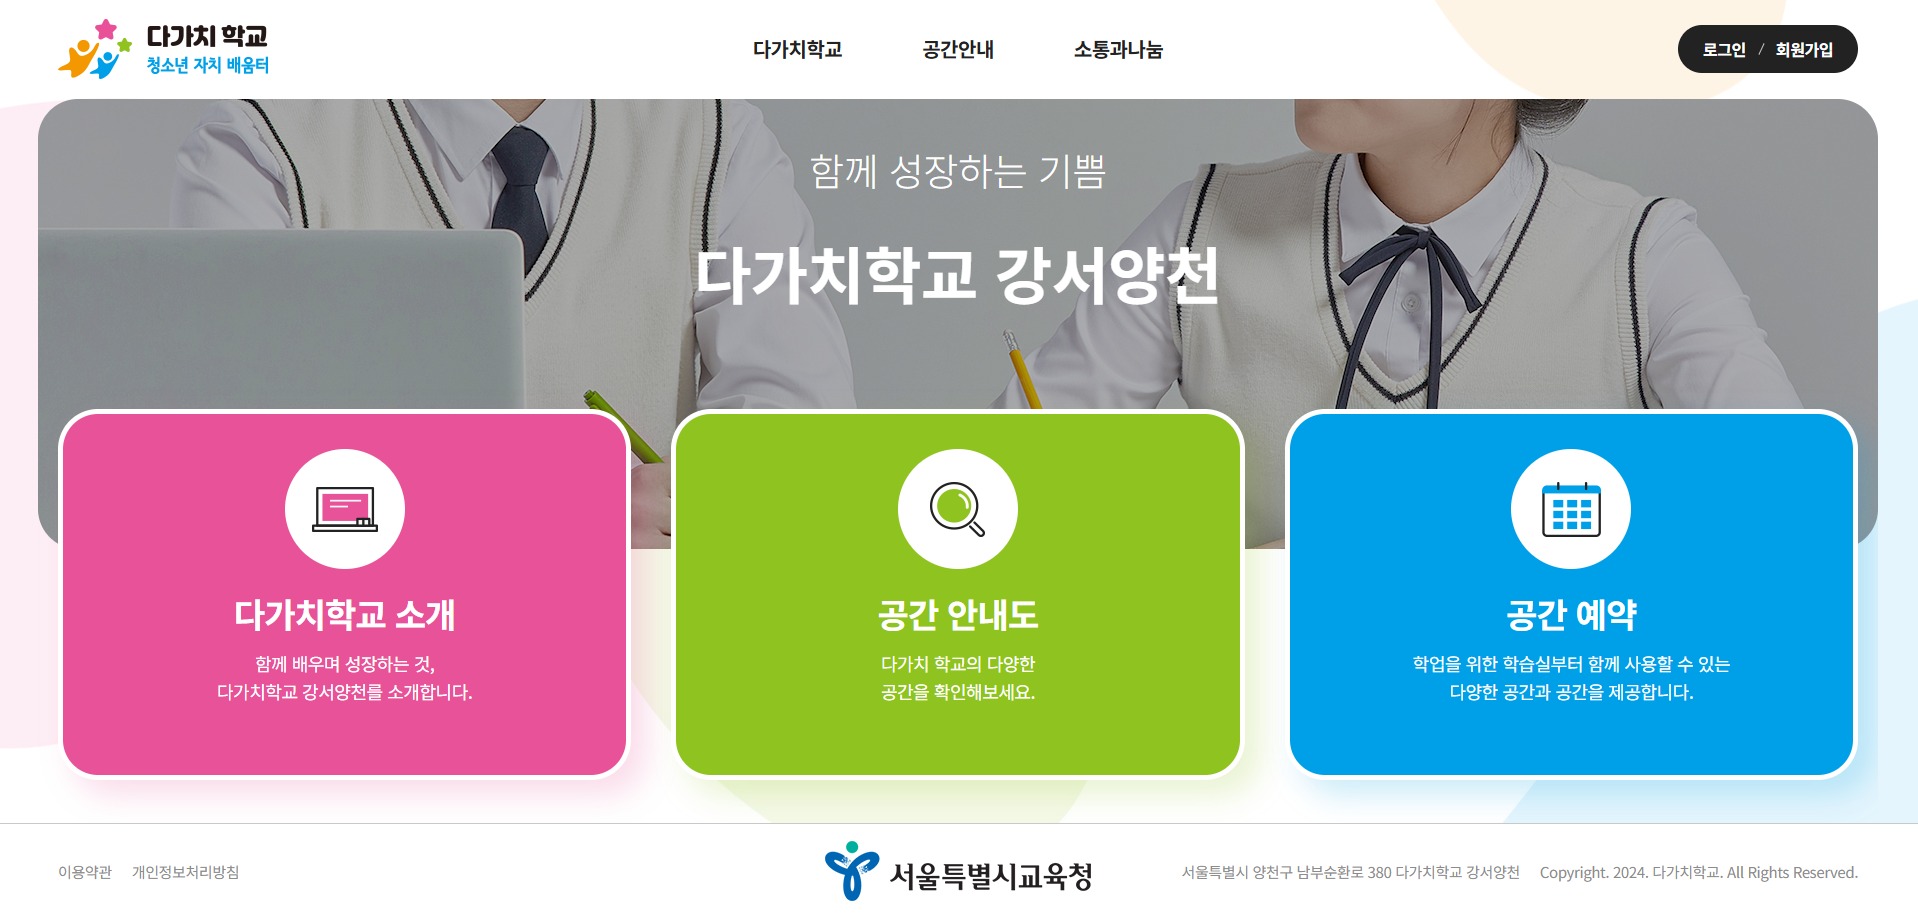 다가치 학교
청소년 자치 배움터
다가치학교 공간안내 소통과나눔
로그인 / 회원가입
함께 성장하는 기쁨
다가치학교 강서양천
다가치학교 소개
함께 배우며 성장하는 것,
다가치학교 강서양천를 소개합니다.
공간 안내도
다가치 학교의 다양한
공간을 확인해보세요.
공간 예약
학업을 위한 학습실부터 함께 사용할 수 있는
다양한 공간과 공간을 제공합니다.
이용약관 개인정보처리방침
서울특별시교육청
서울특별시 양천구 남부순환로 380 다가치학교 강서양천 Copyright. 2024. 다가치학교. All Rights Reserved.